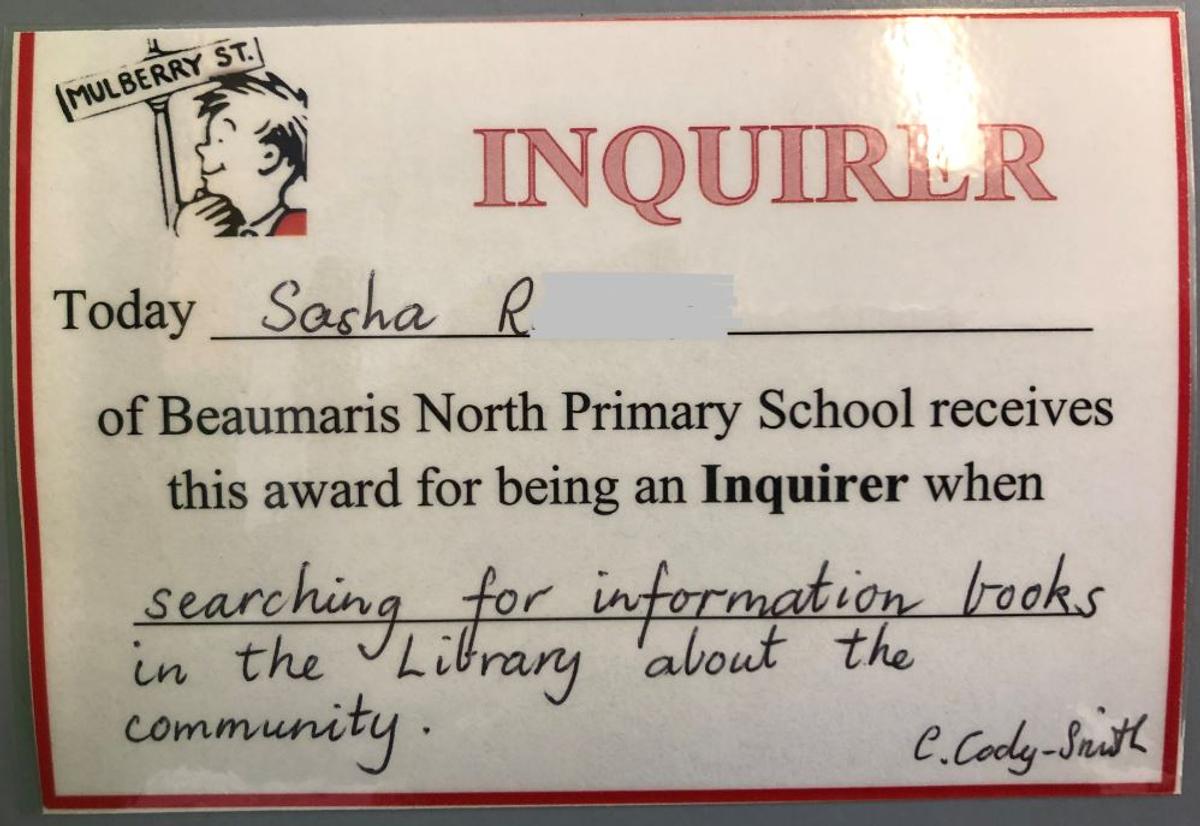 MULBERRY ST.
INQUIRER
Today Sasha R
of Beaumaris North Primary School receives
this award for being an Inquirer when
searching for information books
in the Library about the
community.
C. Cody-Smith